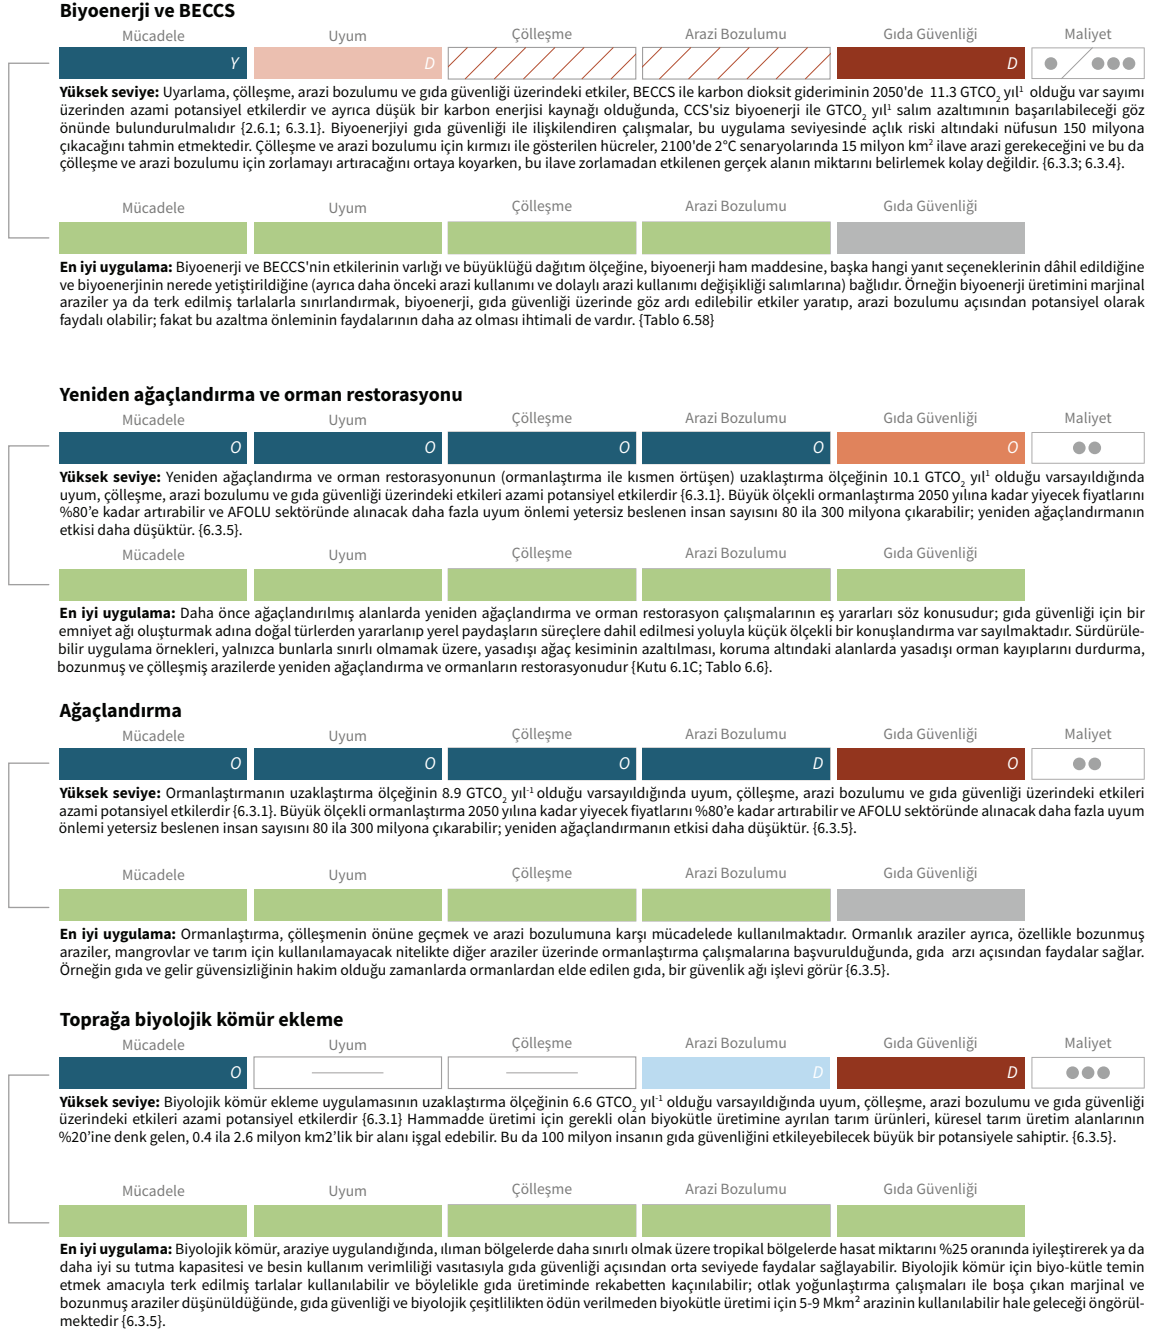 Biyoenerji ve BECCS
Mücadele Uyum Çölleşme Arazi Bozulumu Gıda Güvenliği Maliyet
Y D D
Yüksek seviye: Uyarlama, çölleşme, arazi bozulumu ve gıda güvenliği üzerindeki etkiler, BECCS ile karbon dioksit gideriminin 2050'de 11.3 GTCO₂ yıl¹ olduğu var sayımı
üzerinden azami potansiyel etkilerdir ve ayrıca düşük bir karbon enerjisi kaynağı olduğunda, CCS'siz biyoenerji ile GTCO₂ yıl¹ salım azaltımının başarılabileceği göz
önünde bulundurulmalıdır {2.6.1; 6.3.1}. Biyoenerjiyi gıda güvenliği ile ilişkilendiren çalışmalar, bu uygulama seviyesinde açlık riski altındaki nüfusun 150 milyona
çıkacağını tahmin etmektedir. Çölleşme ve arazi bozulumu için kırmızı ile gösterilen hücreler, 2100'de 2°C senaryolarında 15 milyon km² ilave arazi gerekeceğini ve bu da
çölleşme ve arazi bozulumu için zorlamayı artıracağını ortaya koyarken, bu ilave zorlamadan etkilenen gerçek alanın miktarını belirlemek kolay değildir. {6.3.3; 6.3.4}.
Mücadele Uyum Çölleşme Arazi Bozulumu Gıda Güvenliği
En iyi uygulama: Biyoenerji ve BECCS'nin etkilerinin varlığı ve büyüklüğü dağıtım ölçeğine, biyoenerji ham maddesine, başka hangi yanıt seçeneklerinin dâhil edildiğine
ve biyoenerjinin nerede yetiştirildiğine (ayrıca daha önceki arazi kullanımı ve dolaylı arazi kullanımı değişikliği salımlarına) bağlıdır. Örneğin biyoenerji üretimini marjinal
araziler ya da terk edilmiş tarlalarla sınırlandırmak, biyoenerji, gıda güvenliği üzerinde göz ardı edilebilir etkiler yaratıp, arazi bozulumu açısından potansiyel olarak
faydalı olabilir; fakat bu azaltma önleminin faydalarının daha az olması ihtimali de vardır. {Tablo 6.58}
Yeniden ağaçlandırma ve orman restorasyonu
Mücadele Uyum Çölleşme Arazi Bozulumu Gıda Güvenliği Maliyet
O O O O O
Yüksek seviye: Yeniden ağaçlandırma ve orman restorasyonunun (ormanlaştırma ile kısmen örtüşen) uzaklaştırma ölçeğinin 10.1 GTCO₂ yıl¹ olduğu varsayıldığında
uyum, çölleşme, arazi bozulumu ve gıda güvenliği üzerindeki etkileri azami potansiyel etkilerdir {6.3.1}. Büyük ölçekli ormanlaştırma 2050 yılına kadar yiyecek fiyatlarını
%80’e kadar artırabilir ve AFOLU sektöründe alınacak daha fazla uyum önlemi yetersiz beslenen insan sayısını 80 ila 300 milyona çıkarabilir; yeniden ağaçlandırmanın
etkisi daha düşüktür. {6.3.5}.
Mücadele Uyum Çölleşme Arazi Bozulumu Gıda Güvenliği
En iyi uygulama: Daha önce ağaçlandırılmış alanlarda yeniden ağaçlandırma ve orman restorasyon çalışmalarının eş yararları söz konusudur; gıda güvenliği için bir
emniyet ağı oluşturmak adına doğal türlerden yararlanıp yerel paydaşların süreçlere dahil edilmesi yoluyla küçük ölçekli bir konuşlandırma var sayılmaktadır. Sürdürüle-
bilir uygulama örnekleri, yalnızca bunlarla sınırlı olmamak üzere, yasadışı ağaç kesiminin azaltılması, koruma altındaki alanlarda yasadışı orman kayıplarını durdurma,
bozunmuş ve çölleşmiş arazilerde yeniden ağaçlandırma ve ormanların restorasyonudur {Kutu 6.1C; Tablo 6.6}.
Ağaçlandırma
Mücadele Uyum Çölleşme Arazi Bozulumu Gıda Güvenliği Maliyet
O O O D O
Yüksek seviye: Ormanlaştırmanın uzaklaştırma ölçeğinin 8.9 GTCO₂ yıl⁻¹ olduğu varsayıldığında uyum, çölleşme, arazi bozulumu ve gıda güvenliği üzerindeki etkileri
azami potansiyel etkilerdir {6.3.1}. Büyük ölçekli ormanlaştırma 2050 yılına kadar yiyecek fiyatlarını %80’e kadar artırabilir ve AFOLU sektöründe alınacak daha fazla uyum
önlemi yetersiz beslenen insan sayısını 80 ila 300 milyona çıkarabilir; yeniden ağaçlandırmanın etkisi daha düşüktür. {6.3.5}.
Mücadele Uyum Çölleşme Arazi Bozulumu Gıda Güvenliği
En iyi uygulama: Ormanlaştırma, çölleşmenin önüne geçmek ve arazi bozulumuna karşı mücadelede kullanılmaktadır. Ormanlık araziler ayrıca, özellikle bozunmuş
araziler, mangrovlar ve tarım için kullanılamayacak nitelikte diğer araziler üzerinde ormanlaştırma çalışmalarına başvurulduğunda, gıda arzı açısından faydalar sağlar.
Örneğin gıda ve gelir güvensizliğinin hakim olduğu zamanlarda ormanlardan elde edilen gıda, bir güvenlik ağı işlevi görür {6.3.5}.
Toprağa biyolojik kömür ekleme
Mücadele Uyum Çölleşme Arazi Bozulumu Gıda Güvenliği Maliyet
O D D
Yüksek seviye: Biyolojik kömür ekleme uygulamasının uzaklaştırma ölçeğinin 6.6 GTCO₂ yıl⁻¹ olduğu varsayıldığında uyum, çölleşme, arazi bozulumu ve gıda güvenliği
üzerindeki etkileri azami potansiyel etkilerdir {6.3.1} Hammadde üretimi için gerekli olan biyokütle üretimine ayrılan tarım ürünleri, küresel tarım üretim alanlarının
%20’ine denk gelen, 0.4 ila 2.6 milyon km2’lik bir alanı işgal edebilir. Bu da 100 milyon insanın gıda güvenliğini etkileyebilecek büyük bir potansiyele sahiptir. {6.3.5}.
Mücadele Uyum Çölleşme Arazi Bozulumu Gıda Güvenliği
En iyi uygulama: Biyolojik kömür, araziye uygulandığında, ılıman bölgelerde daha sınırlı olmak üzere tropikal bölgelerde hasat miktarını %25 oranında iyileştirerek ya da
daha iyi su tutma kapasitesi ve besin kullanım verimliliği vasıtasıyla gıda güvenliği açısından orta seviyede faydalar sağlayabilir. Biyolojik kömür için biyo-kütle temin
etmek amacıyla terk edilmiş tarlalar kullanılabilir ve böylelikle gıda üretiminde rekabetten kaçınılabilir; otlak yoğunlaştırma çalışmaları ile boşa çıkan marjinal ve
bozunmuş araziler düşünüldüğünde, gıda güvenliği ve biyolojik çeşitlilikten ödün verilmeden biyokütle üretimi için 5-9 Mkm² arazinin kullanılabilir hale geleceği öngörül-
mektedir {6.3.5}.